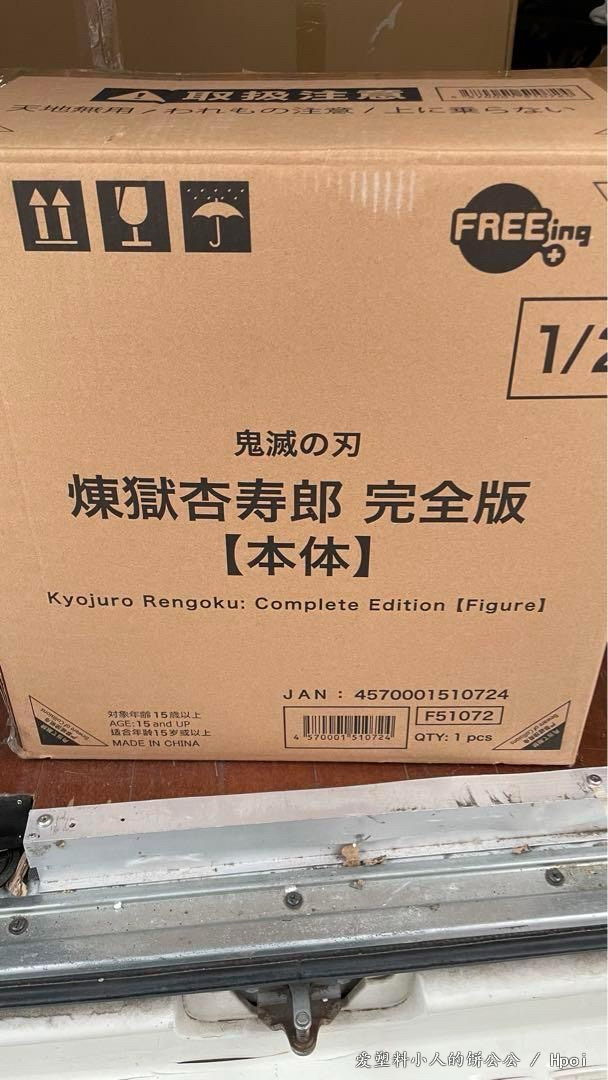 取扱注意
天地無用/われもの注意/上に乗らない
FREEing
1/2
鬼滅の刃
煉獄杏寿郎 完全版
【本体】
Kyojuro Rengoku: Complete Edition【Figure】
JAN : 4570001510724
対象年齢15歳以上
AGE:15 and UP
适合年龄15岁或以上
MADE IN CHINA
4 570001 510724
F51072
QTY: 1 pcs
爱塑料小人的饼公公 / Hpoi